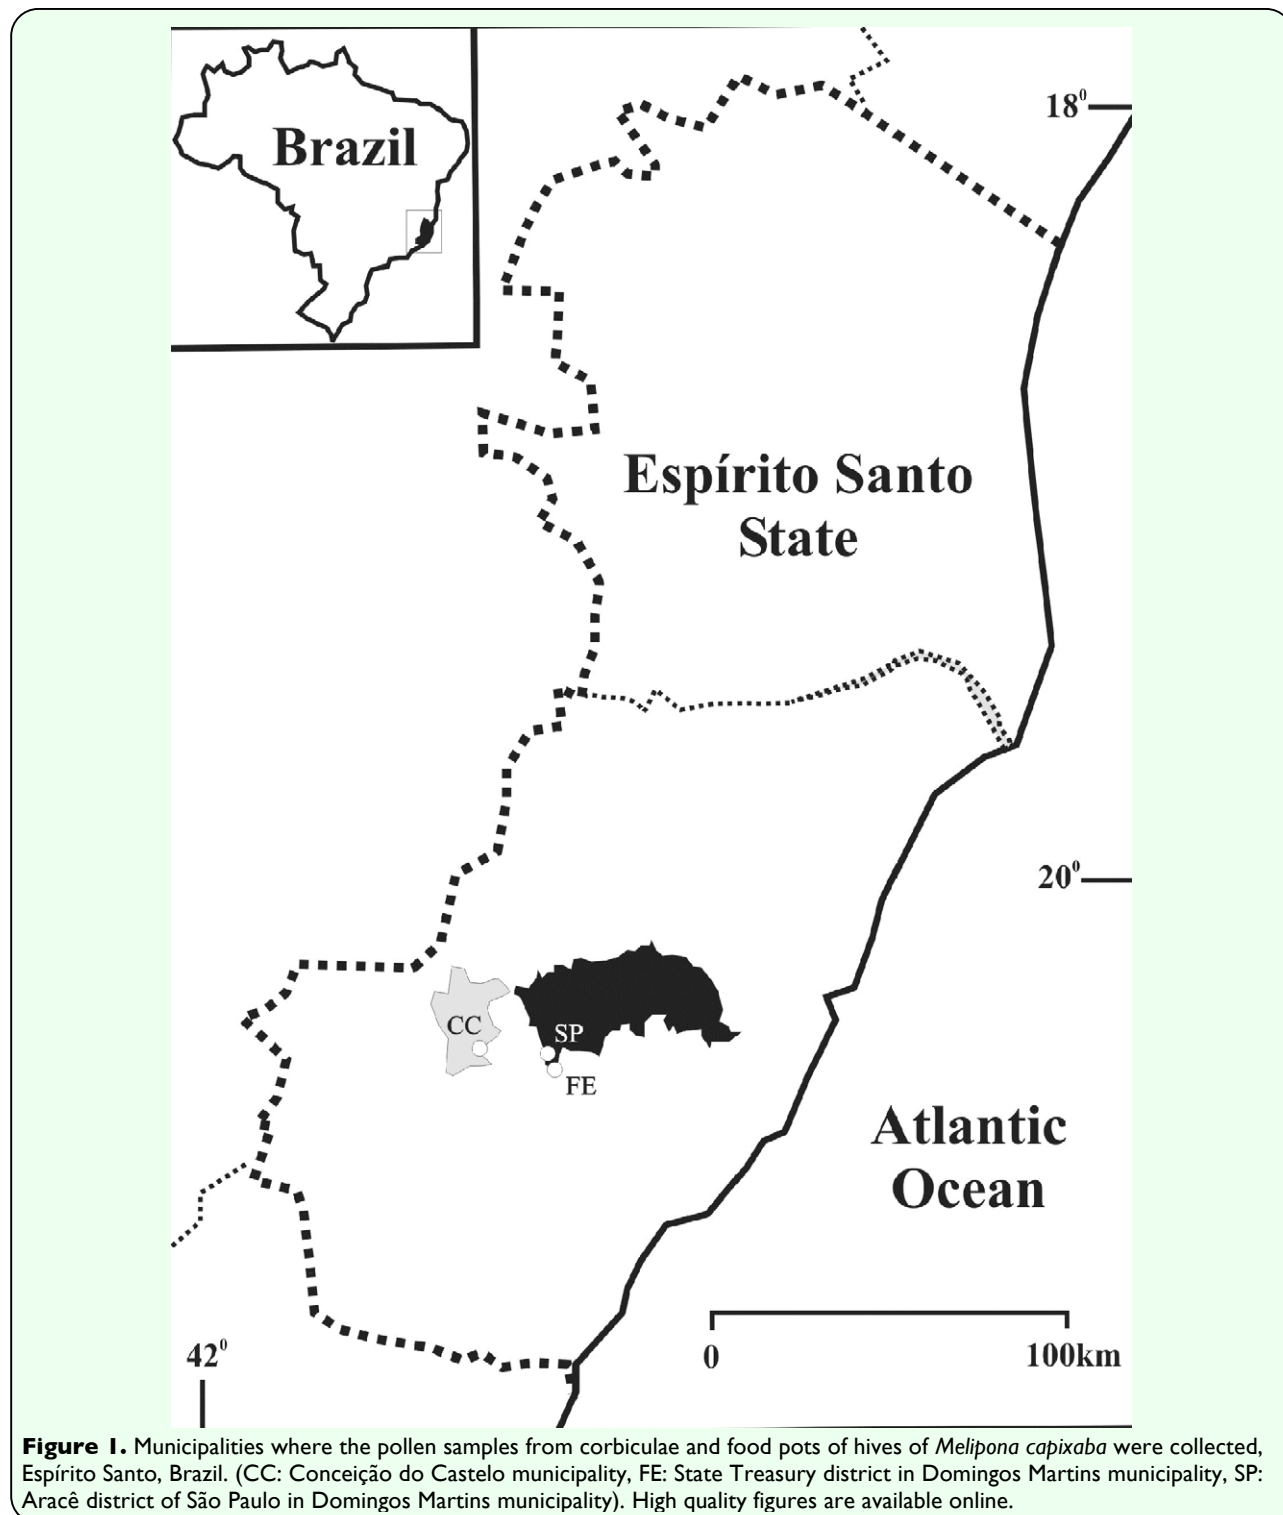 Brazil
18⁰
Espírito Santo
State
20⁰
CC
SP
FE
Atlantic
Ocean
42⁰
0
100km
Figure 1. Municipalities where the pollen samples from corbiculae and food pots of hives of Melipona capixaba were collected,
Espírito Santo, Brazil. (CC: Conceição do Castelo municipality, FE: State Treasury district in Domingos Martins municipality, SP:
Aracê district of São Paulo in Domingos Martins municipality). High quality figures are available online.